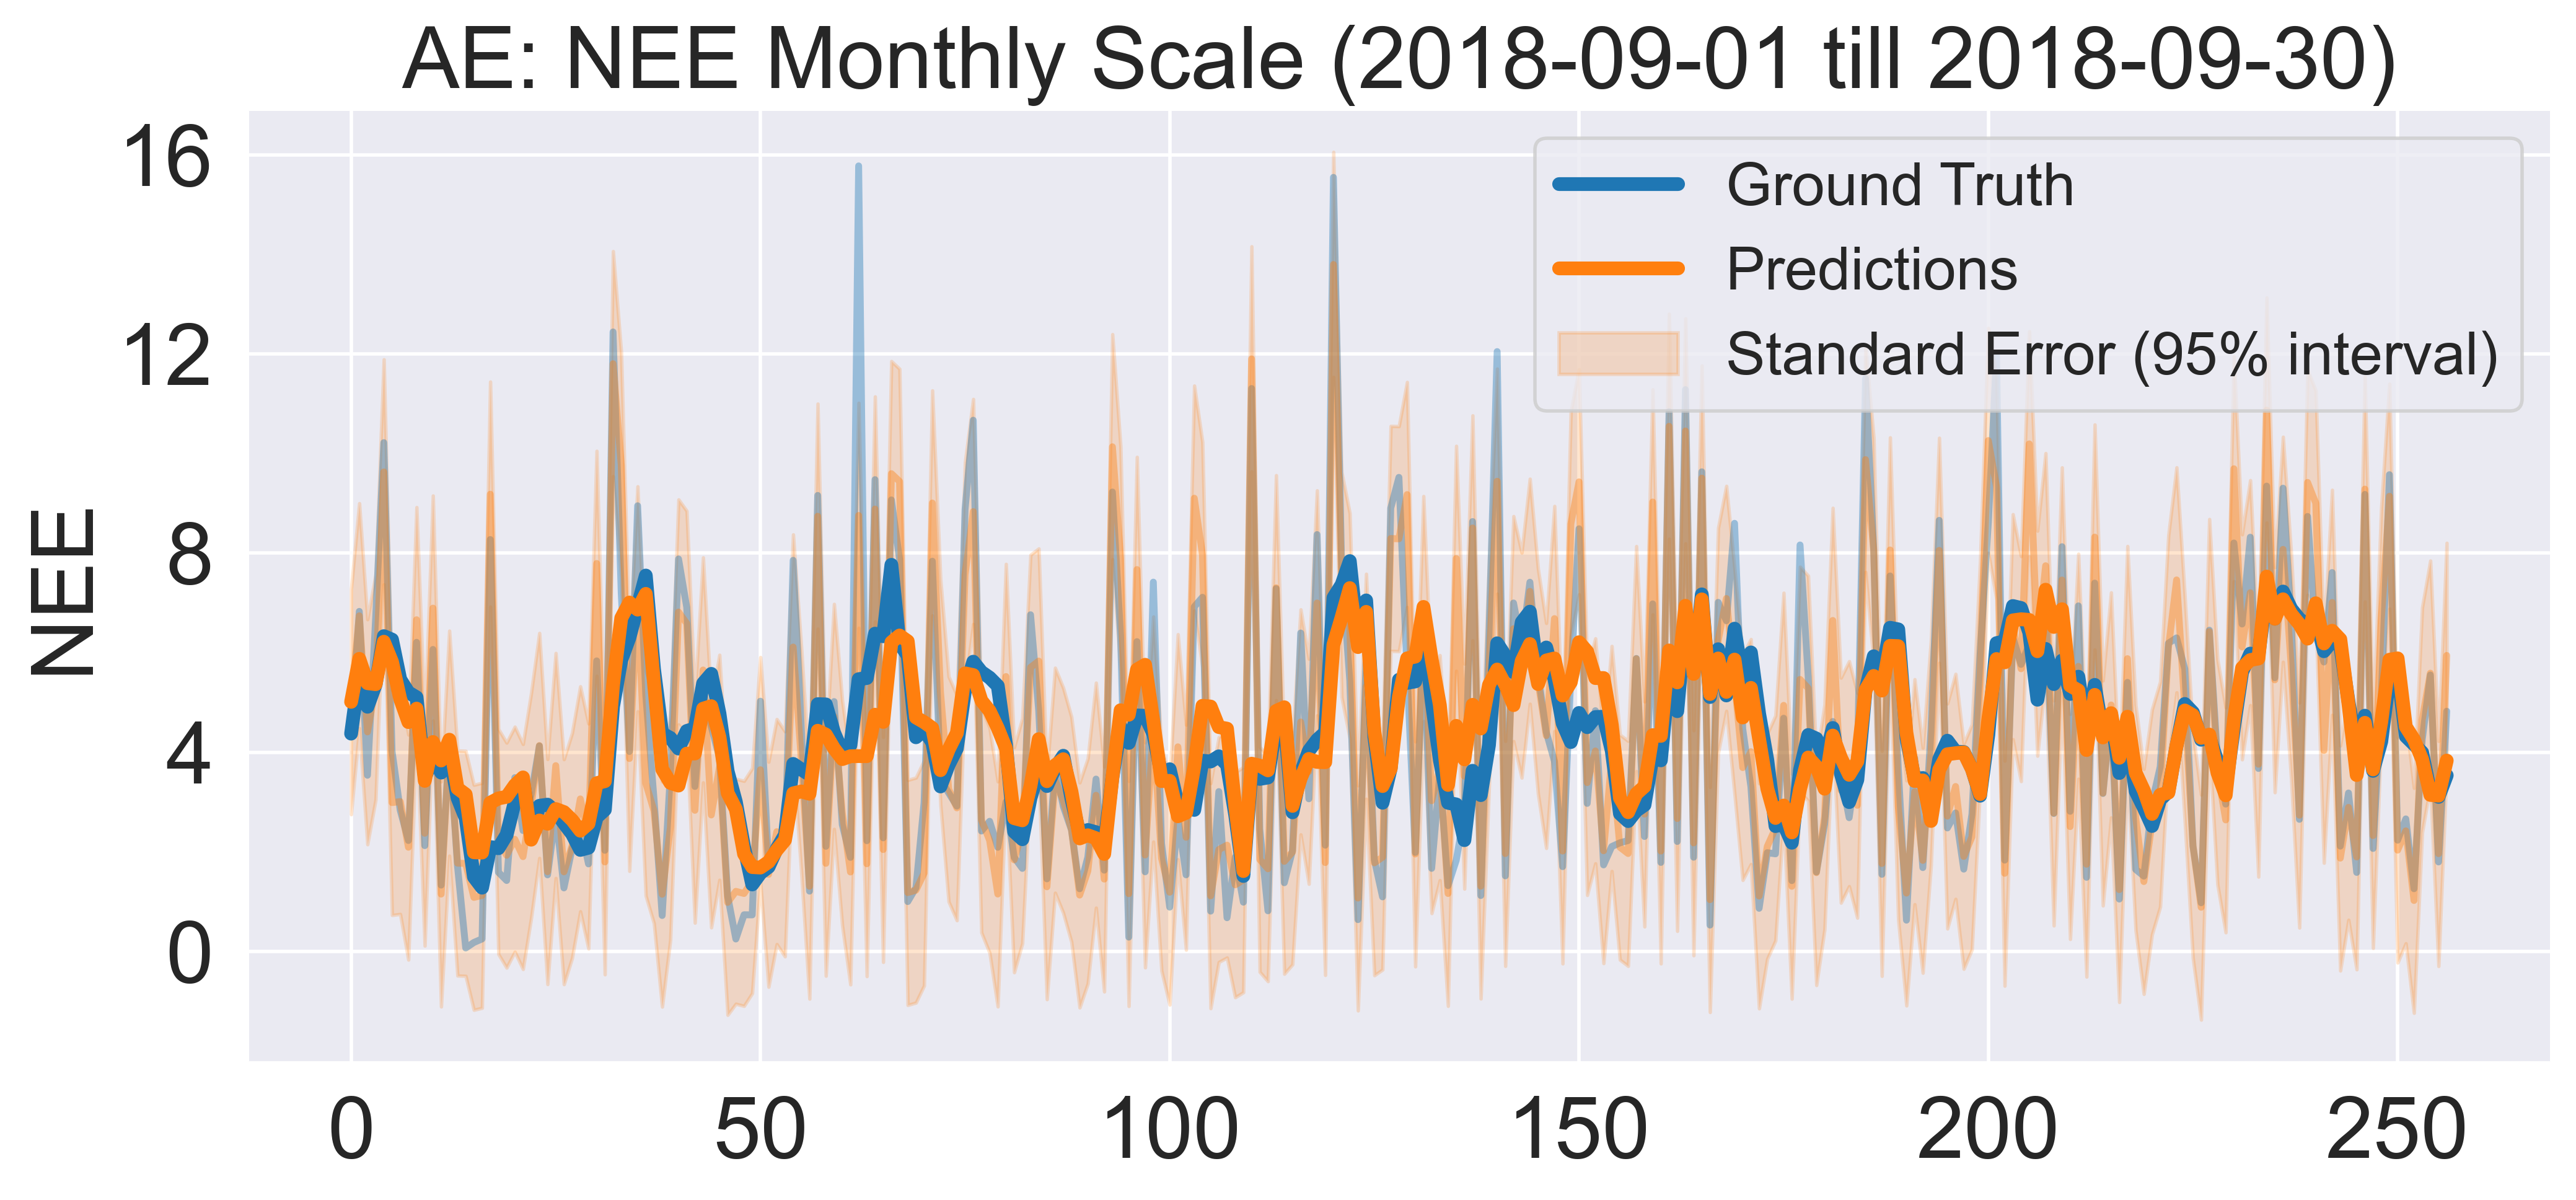 AE: NEE Monthly Scale (2018-09-01 till 2018-09-30)
16
12
8
4
0
NEE
Ground Truth
Predictions
Standard Error (95% interval)
0 50 100 150 200 250